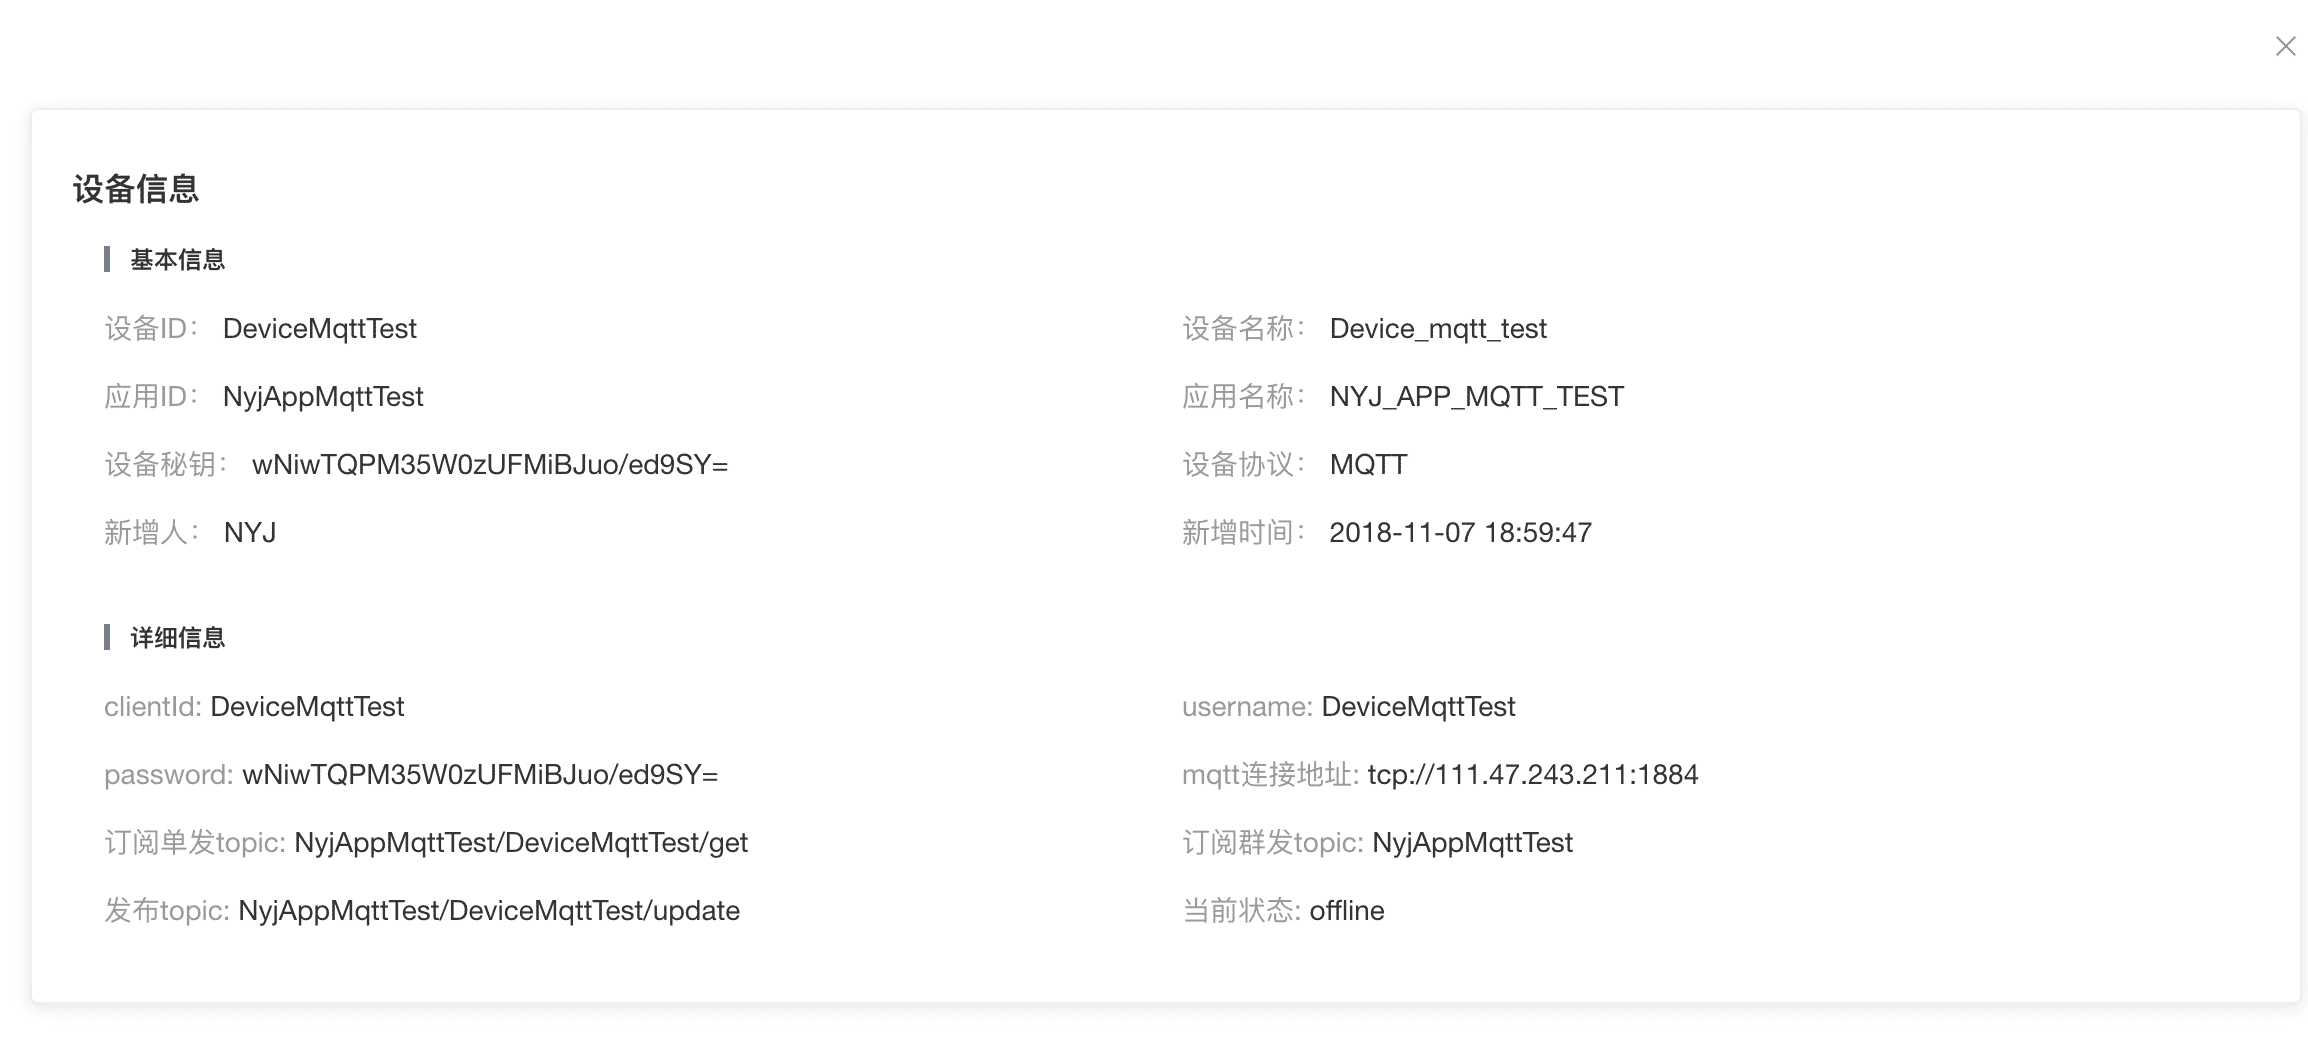 设备信息
基本信息
设备ID： DeviceMqttTest
设备名称： Device_mqtt_test
应用ID： NyjAppMqttTest
应用名称： NYJ_APP_MQTT_TEST
设备秘钥： wNiwTQPM35W0zUFMiBJuo/ed9SY=
设备协议： MQTT
新增人： NYJ
新增时间： 2018-11-07 18:59:47
详细信息
clientId: DeviceMqttTest
username: DeviceMqttTest
password: wNiwTQPM35W0zUFMiBJuo/ed9SY=
mqtt连接地址: tcp://111.47.243.211:1884
订阅单发topic: NyjAppMqttTest/DeviceMqttTest/get
订阅群发topic: NyjAppMqttTest
发布topic: NyjAppMqttTest/DeviceMqttTest/update
当前状态: offline